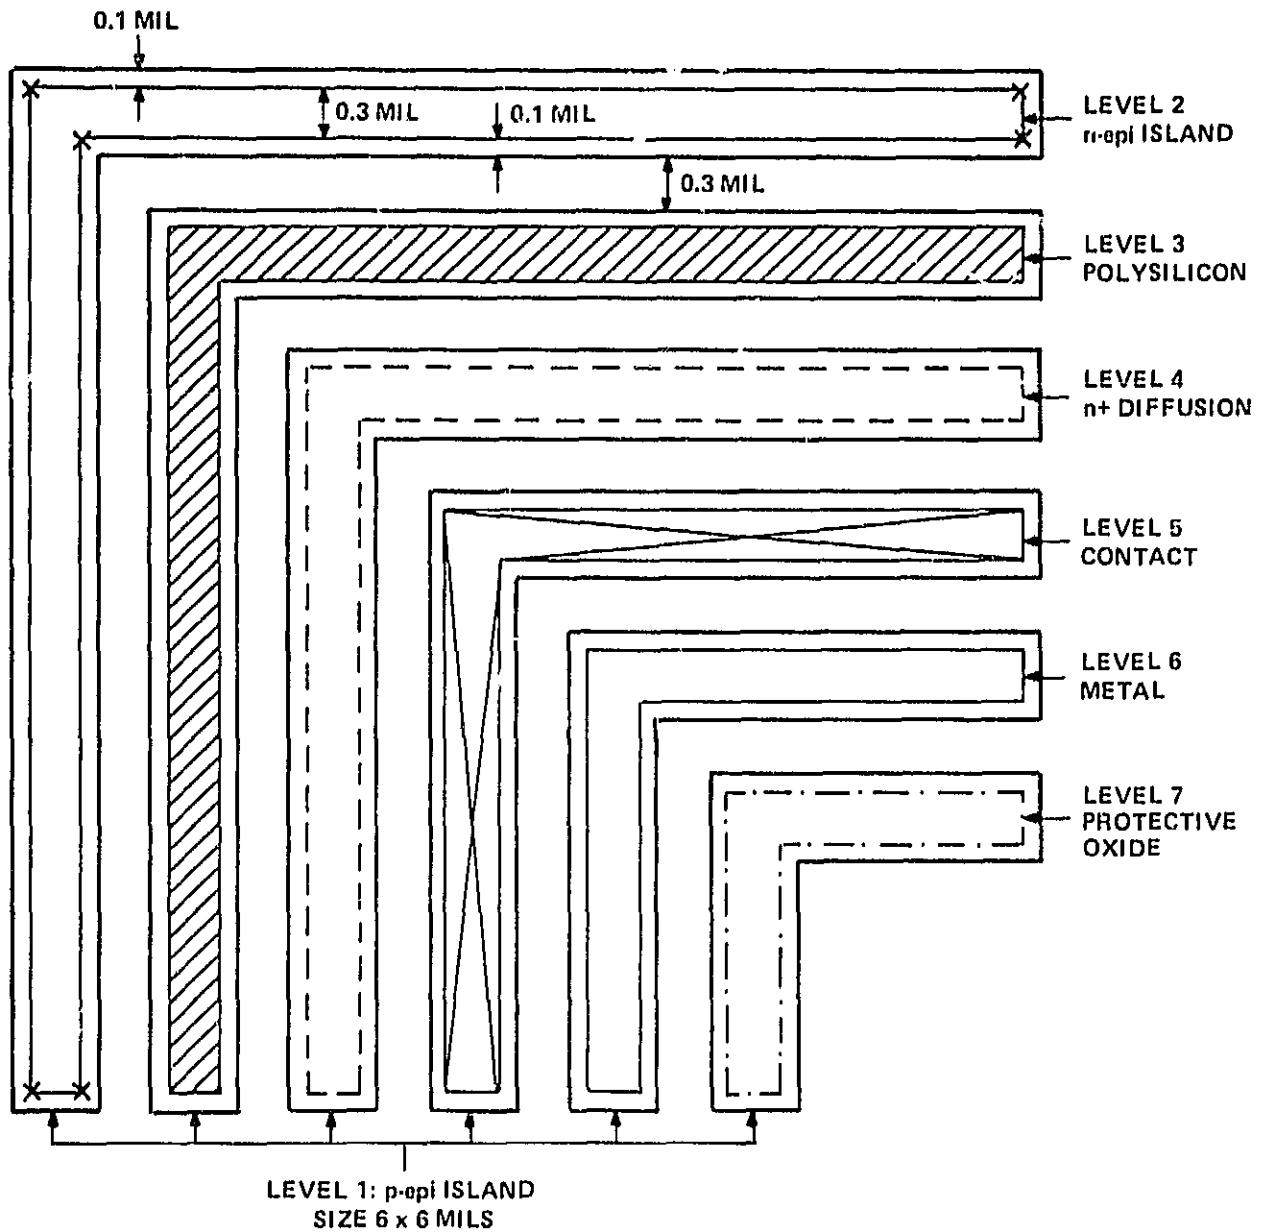 0.1 MIL
0.3 MIL
0.1 MIL
LEVEL 2
n-epi ISLAND
0.3 MIL
LEVEL 3
POLYSILICON
LEVEL 4
n+ DIFFUSION
LEVEL 5
CONTACT
LEVEL 6
METAL
LEVEL 7
PROTECTIVE
OXIDE
LEVEL 1: p-epi ISLAND
SIZE 6 x 6 MILS